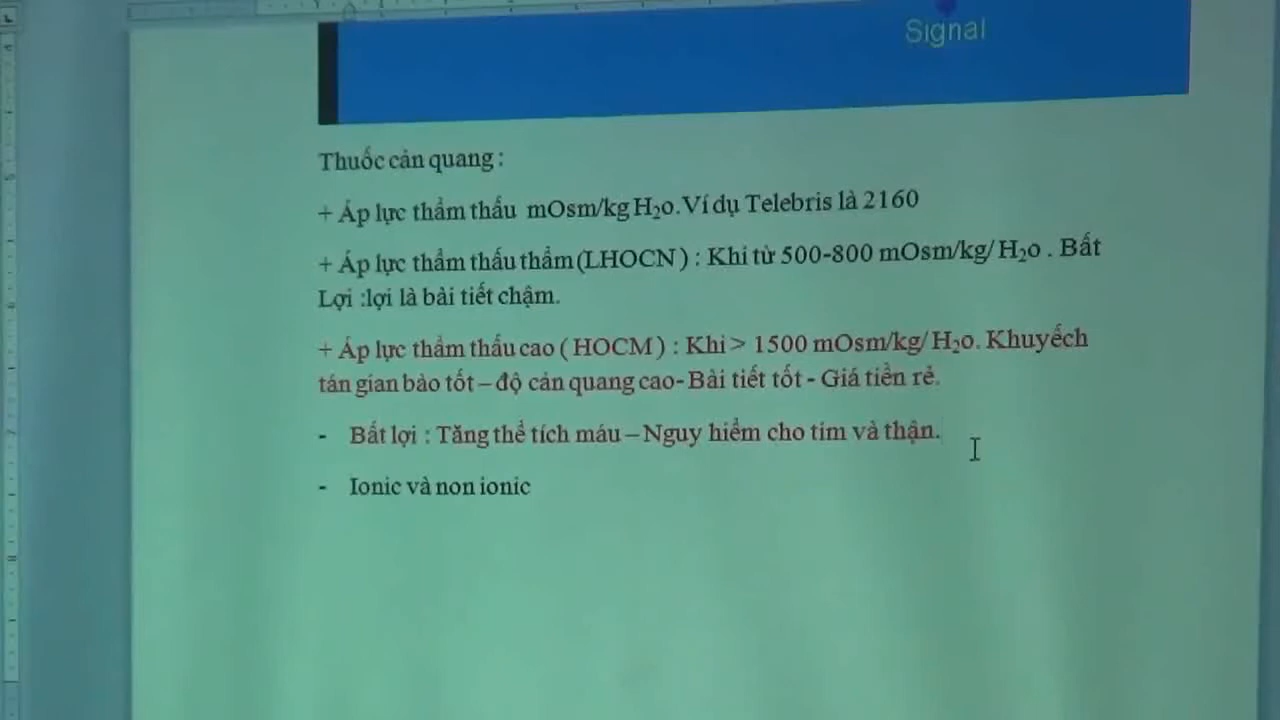 Signal
Thuốc cản quang :
+ Áp lực thẩm thấu mOsm/kg H₂o.Ví dụ Telebris là 2160
+ Áp lực thẩm thấu thẩm(LHOCN ) : Khi từ 500-800 mOsm/kg/ H₂o . Bất
Lợi :lợi là bài tiết chậm.
+ Áp lực thẩm thấu cao ( HOCM ) : Khi > 1500 mOsm/kg/ H₂o. Khuyếch
tán gian bào tốt – độ cản quang cao- Bài tiết tốt - Giá tiền rẻ.
- Bất lợi : Tăng thể tích máu – Nguy hiểm cho tim và thận.
- Ionic và non ionic